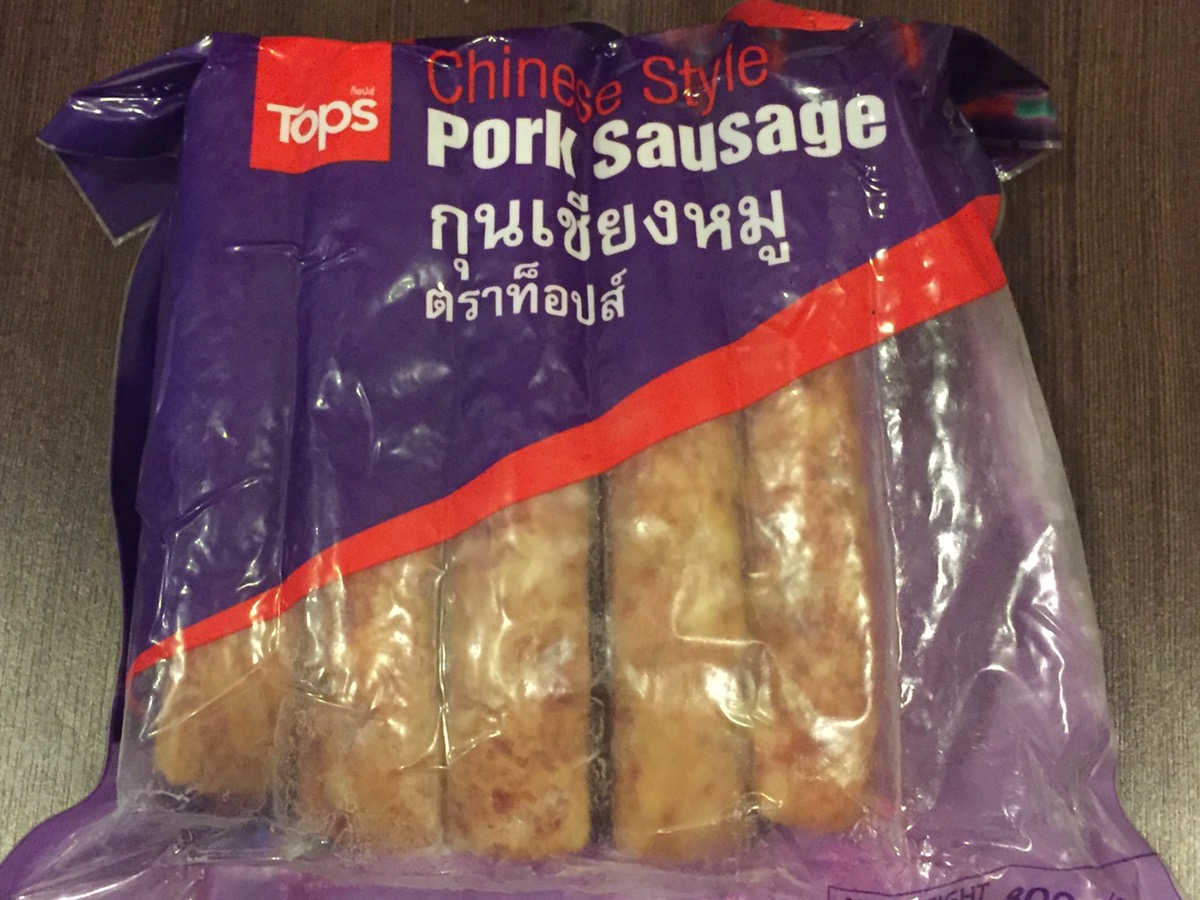 ท็อปส์
Tops
Chinese Style
Pork Sausage
กุนเชียงหมู
ตราท็อปส์